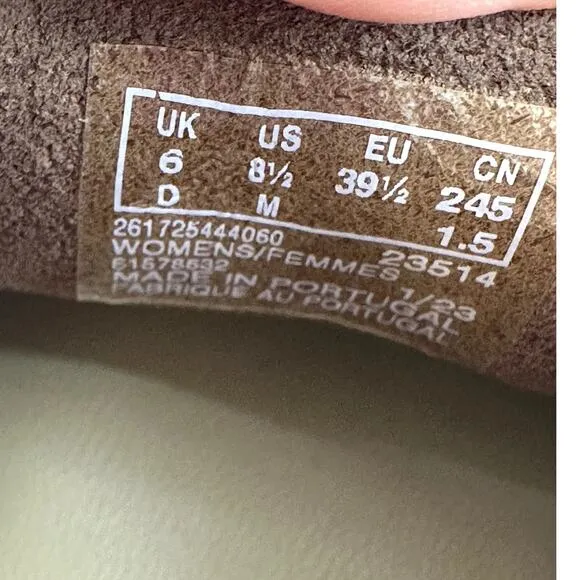 UK US EU CN
6 8½ 39½ 245
D M 1.5
261725444060 23514
WOMENS/FEMMES 1/23
61578632
MADE IN PORTUGAL
FABRIQUE AU PORTUGAL